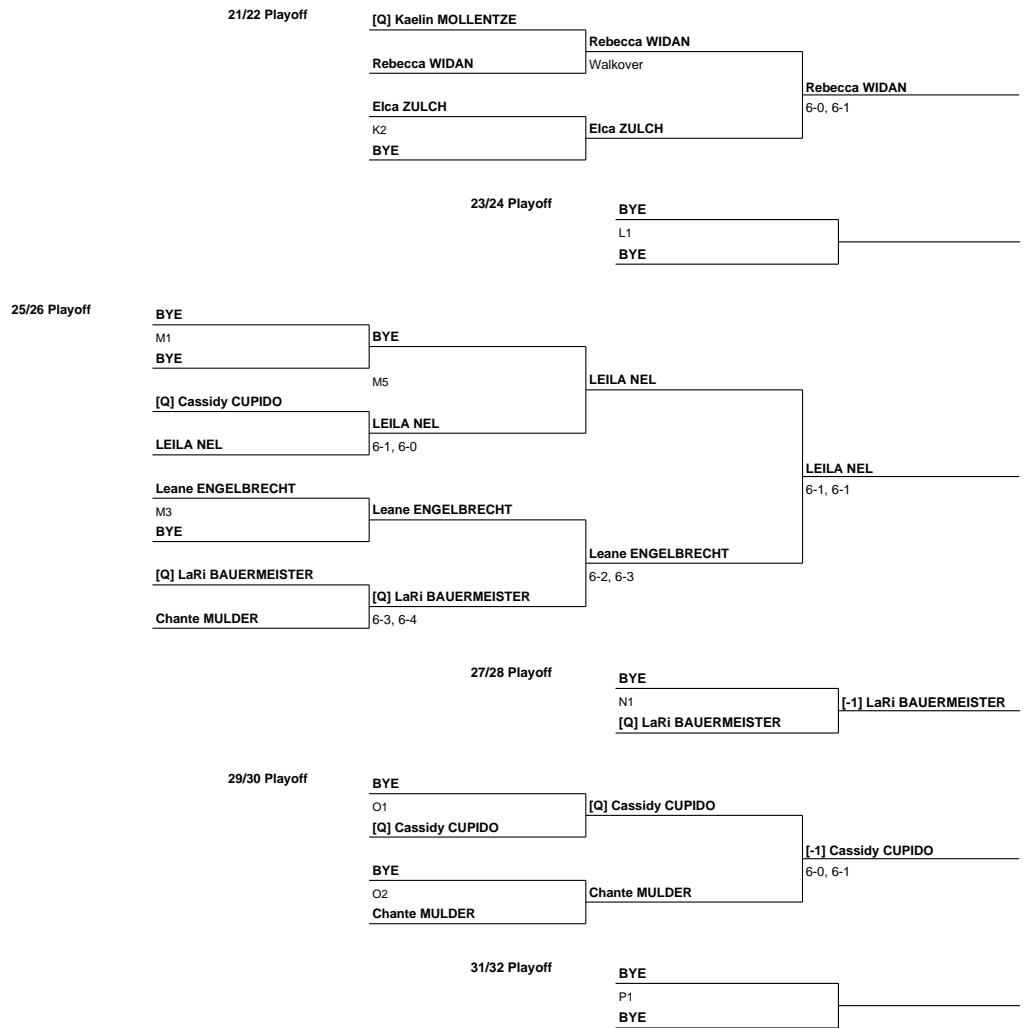 21/22 Playoff
[Q] Kaelin MOLLENTZE
Rebecca WIDAN
Rebecca WIDAN
Walkover
Rebecca WIDAN
6-0, 6-1
Elca ZULCH
K2
Elca ZULCH
BYE
23/24 Playoff
BYE
L1
BYE
25/26 Playoff
BYE
M1
BYE
BYE
M5
LEILA NEL
[Q] Cassidy CUPIDO
LEILA NEL
LEILA NEL
6-1, 6-0
LEILA NEL
6-1, 6-1
Leane ENGELBRECHT
M3
Leane ENGELBRECHT
BYE
Leane ENGELBRECHT
6-2, 6-3
[Q] LaRi BAUERMEISTER
[Q] LaRi BAUERMEISTER
Chante MULDER
6-3, 6-4
27/28 Playoff
BYE
N1
[-1] LaRi BAUERMEISTER
[Q] LaRi BAUERMEISTER
29/30 Playoff
BYE
O1
[Q] Cassidy CUPIDO
[Q] Cassidy CUPIDO
[-1] Cassidy CUPIDO
6-0, 6-1
BYE
O2
Chante MULDER
Chante MULDER
31/32 Playoff
BYE
P1
BYE